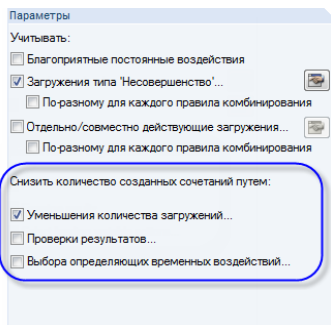 Параметры
Учитывать:
Благоприятные постоянные воздействия
Загружения типа 'Несовершенство'...
По-разному для каждого правила комбинирования
Отдельно/совместно действующие загружения...
По-разному для каждого правила комбинирования
Снизить количество созданных сочетаний путем:
Уменьшения количества загружений...
Проверки результатов...
Выбора определяющих временных воздействий...